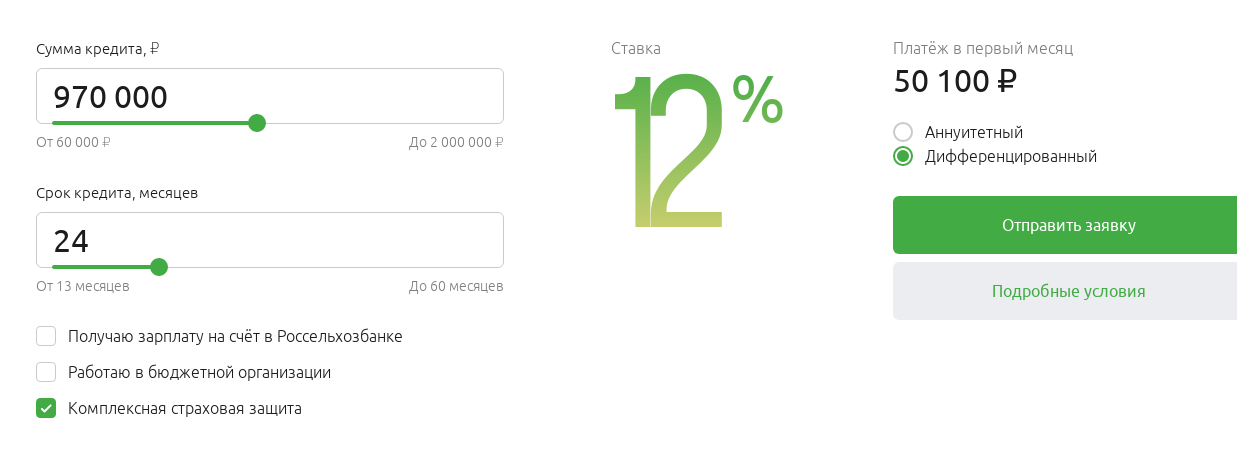 Сумма кредита, ₽
970 000
От 60 000 ₽
До 2 000 000 ₽
Срок кредита, месяцев
24
От 13 месяцев
До 60 месяцев
Получаю зарплату на счёт в Россельхозбанке
Работаю в бюджетной организации
Комплексная страховая защита
Ставка
12%
Платёж в первый месяц
50 100 ₽
Аннуитетный
Дифференцированный
Отправить заявку
Подробные условия